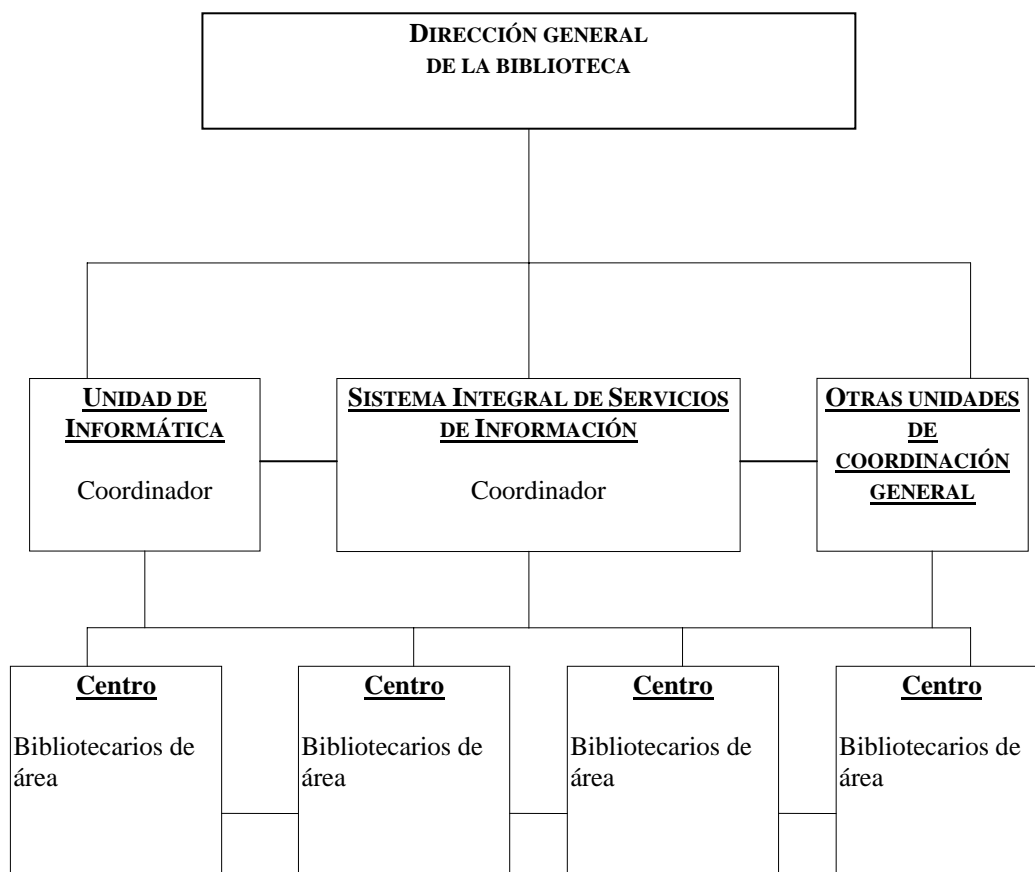 DIRECCIÓN GENERAL
DE LA BIBLIOTECA
UNIDAD DE
INFORMÁTICA
Coordinador
SISTEMA INTEGRAL DE SERVICIOS
DE INFORMACIÓN
Coordinador
OTRAS UNIDADES
DE
COORDINACIÓN
GENERAL
Centro
Bibliotecarios de
área
Centro
Bibliotecarios de
área
Centro
Bibliotecarios de
área
Centro
Bibliotecarios de
área